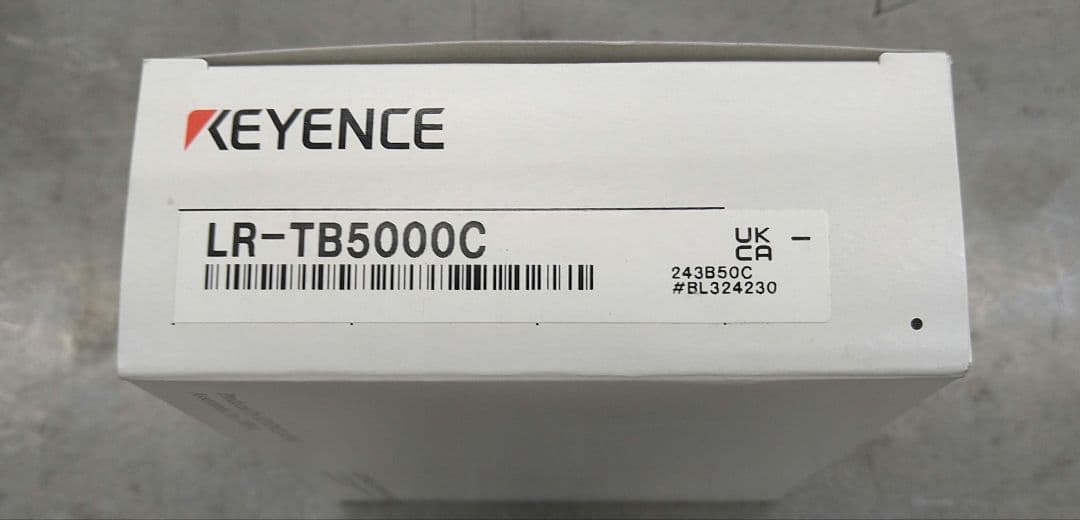 KEYENCE
LR-TB5000C
UK
CA
-
243B50C
#BL324230